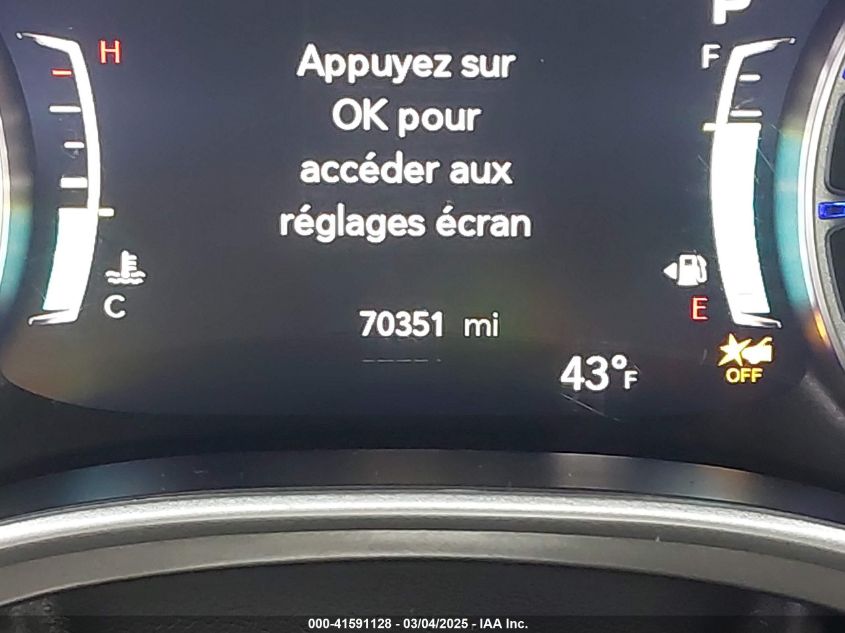 P
H
F
Appuyez sur
OK pour
accéder aux
réglages écran
C
E
70351 mi
43°F
OFF
000-41591128 - 03/04/2025 - IAA Inc.